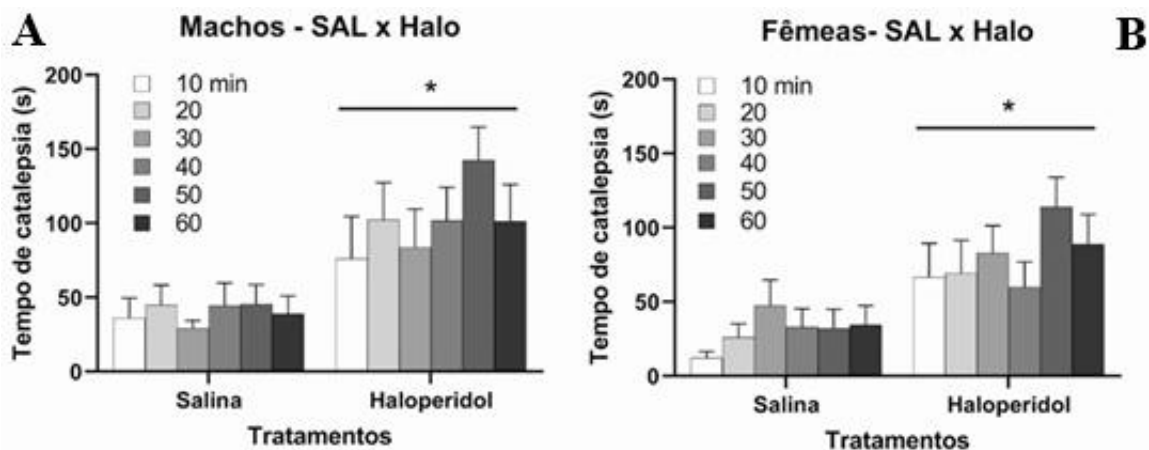 A
Machos - SAL x Halo
Tempo de catalepsia (s)
200
150
100
50
0
10 min
20
30
40
50
60
*
Salina
Haloperidol
Tratamentos
Fêmeas- SAL x Halo
B
Tempo de catalepsia (s)
200
150
100
50
0
10 min
20
30
40
50
60
*
Salina
Haloperidol
Tratamentos